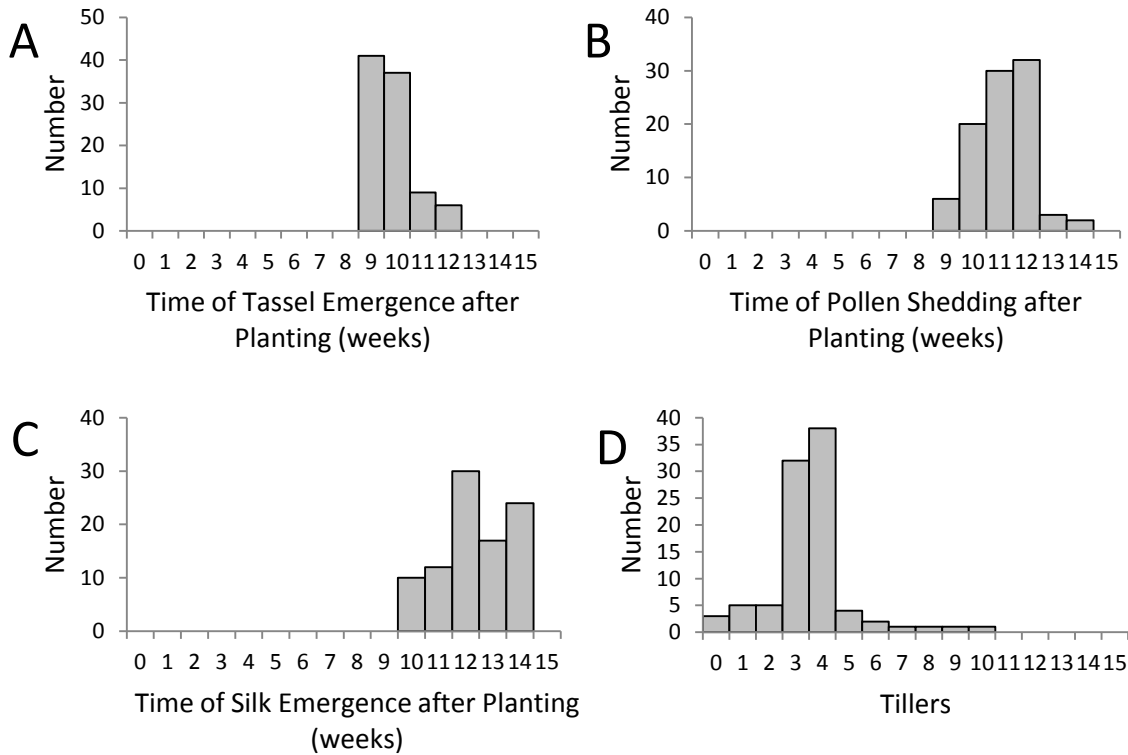 A
Number
50
40
30
20
10
0
0 1 2 3 4 5 6 7 8 9 10 11 12 13 14 15
Time of Tassel Emergence after
Planting (weeks)
B
Number
40
30
20
10
0
0 1 2 3 4 5 6 7 8 9 10 11 12 13 14 15
Time of Pollen Shedding after
Planting (weeks)
C
Number
40
30
20
10
0
0 1 2 3 4 5 6 7 8 9 10 11 12 13 14 15
Time of Silk Emergence after Planting
(weeks)
D
Number
40
35
30
25
20
15
10
5
0
0 1 2 3 4 5 6 7 8 9 10 11 12 13 14 15
Tillers